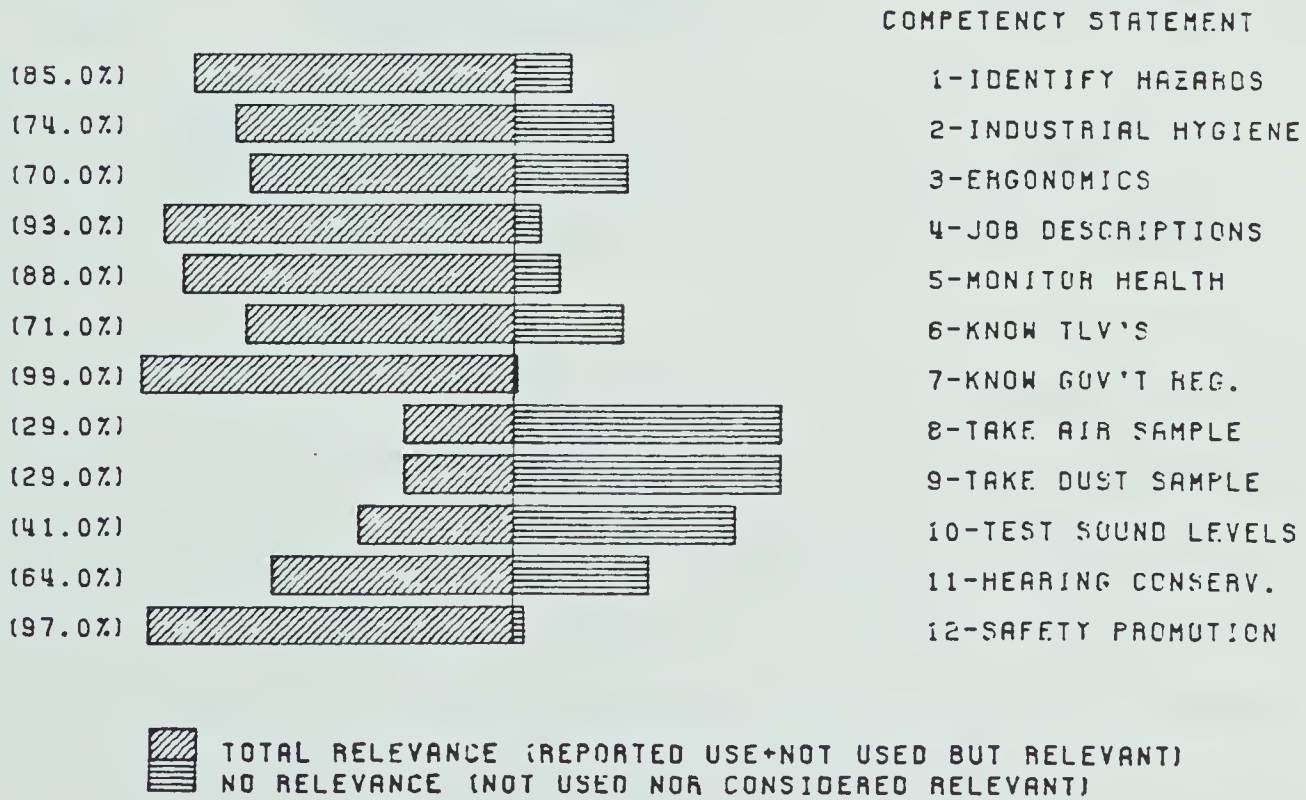 COMPETENCY STATEMENT
(85.0%) 1-IDENTIFY HAZARDS
(74.0%) 2-INDUSTRIAL HYGIENE
(70.0%) 3-ERGONOMICS
(93.0%) 4-JOB DESCRIPTIONS
(88.0%) 5-MONITOR HEALTH
(71.0%) 6-KNOW TLV'S
(99.0%) 7-KNOW GOV'T REG.
(29.0%) 8-TAKE AIR SAMPLE
(29.0%) 9-TAKE DUST SAMPLE
(41.0%) 10-TEST SOUND LEVELS
(64.0%) 11-HEARING CONSERV.
(97.0%) 12-SAFETY PROMOTION
TOTAL RELEVANCE (REPORTED USE+NOT USED BUT RELEVANT)
NO RELEVANCE (NOT USED NOR CONSIDERED RELEVANT)